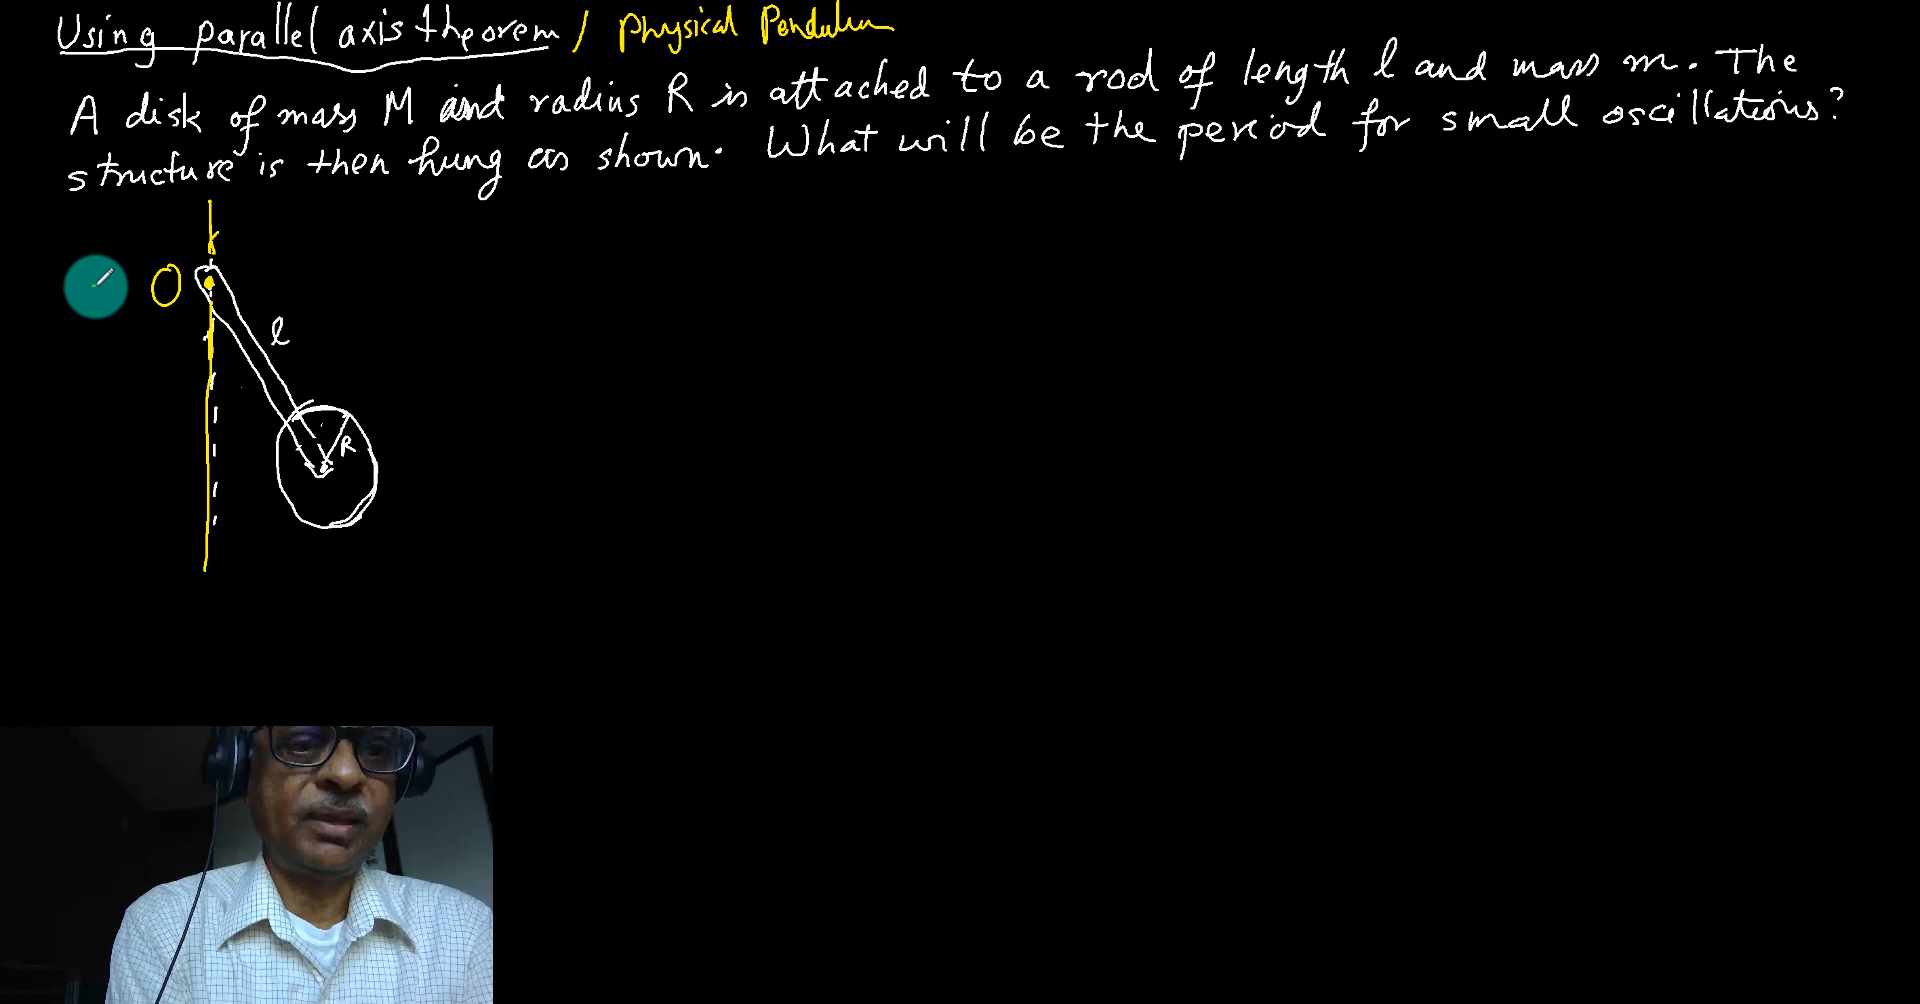 Using parallel axis theorem / Physical Pendulum
A disk of mass M and radius R is attached to a rod of length l and mass m. The
structure is then hung as shown. What will be the period for small oscillations?
O
l
R